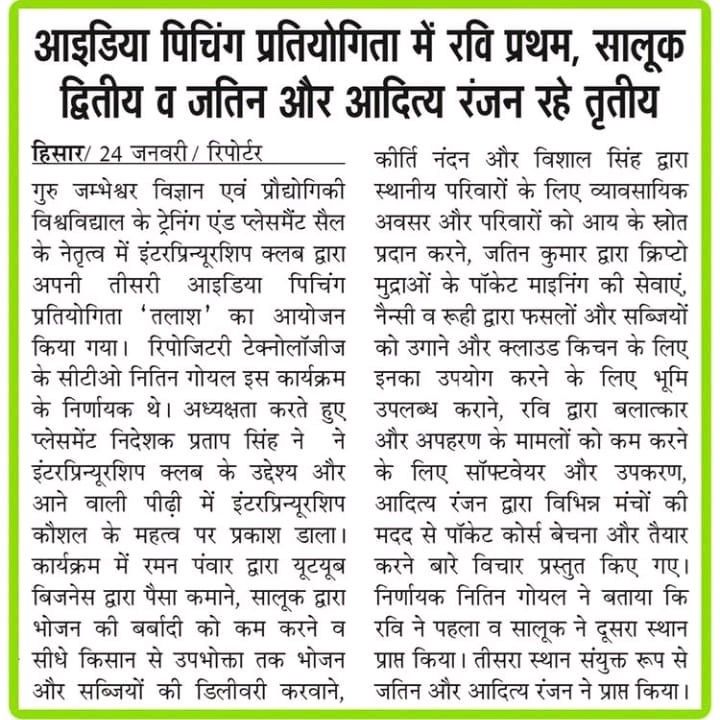 आइडिया पिचिंग प्रतियोगिता में रवि प्रथम, सालूक
द्वितीय व जतिन और आदित्य रंजन रहे तृतीय
हिसार/ 24 जनवरी/ रिपोर्टर
गुरु जम्भेश्वर विज्ञान एवं प्रौद्योगिकी
विश्वविद्याल के ट्रेनिंग एंड प्लेसमैंट सैल
के नेतृत्व में इंटरप्रिन्यूरशिप क्लब द्वारा
अपनी तीसरी आइडिया पिचिंग
प्रतियोगिता ‘तलाश’ का आयोजन
किया गया। रिपोजिटरी टेक्नोलॉजीज
के सीटीओ नितिन गोयल इस कार्यक्रम
के निर्णायक थे। अध्यक्षता करते हुए
प्लेसमेंट निदेशक प्रताप सिंह ने ने
इंटरप्रिन्यूरशिप क्लब के उद्देश्य और
आने वाली पीढ़ी में इंटरप्रिन्यूरशिप
कौशल के महत्व पर प्रकाश डाला।
कार्यक्रम में रमन पंवार द्वारा यूटयूब
बिजनेस द्वारा पैसा कमाने, सालूक द्वारा
भोजन की बर्बादी को कम करने व
सीधे किसान से उपभोक्ता तक भोजन
और सब्जियों की डिलीवरी करवाने,
कीर्ति नंदन और विशाल सिंह द्वारा
स्थानीय परिवारों के लिए व्यावसायिक
अवसर और परिवारों को आय के स्रोत
प्रदान करने, जतिन कुमार द्वारा क्रिप्टो
मुद्राओं के पॉकेट माइनिंग की सेवाएं,
नैन्सी व रूही द्वारा फसलों और सब्जियों
को उगाने और क्लाउड किचन के लिए
इनका उपयोग करने के लिए भूमि
उपलब्ध कराने, रवि द्वारा बलात्कार
और अपहरण के मामलों को कम करने
के लिए सॉफ्टवेयर और उपकरण,
आदित्य रंजन द्वारा विभिन्न मंचों की
मदद से पॉकेट कोर्स बेचना और तैयार
करने बारे विचार प्रस्तुत किए गए।
निर्णायक नितिन गोयल ने बताया कि
रवि ने पहला व सालूक ने दूसरा स्थान
प्राप्त किया। तीसरा स्थान संयुक्त रूप से
जतिन और आदित्य रंजन ने प्राप्त किया।